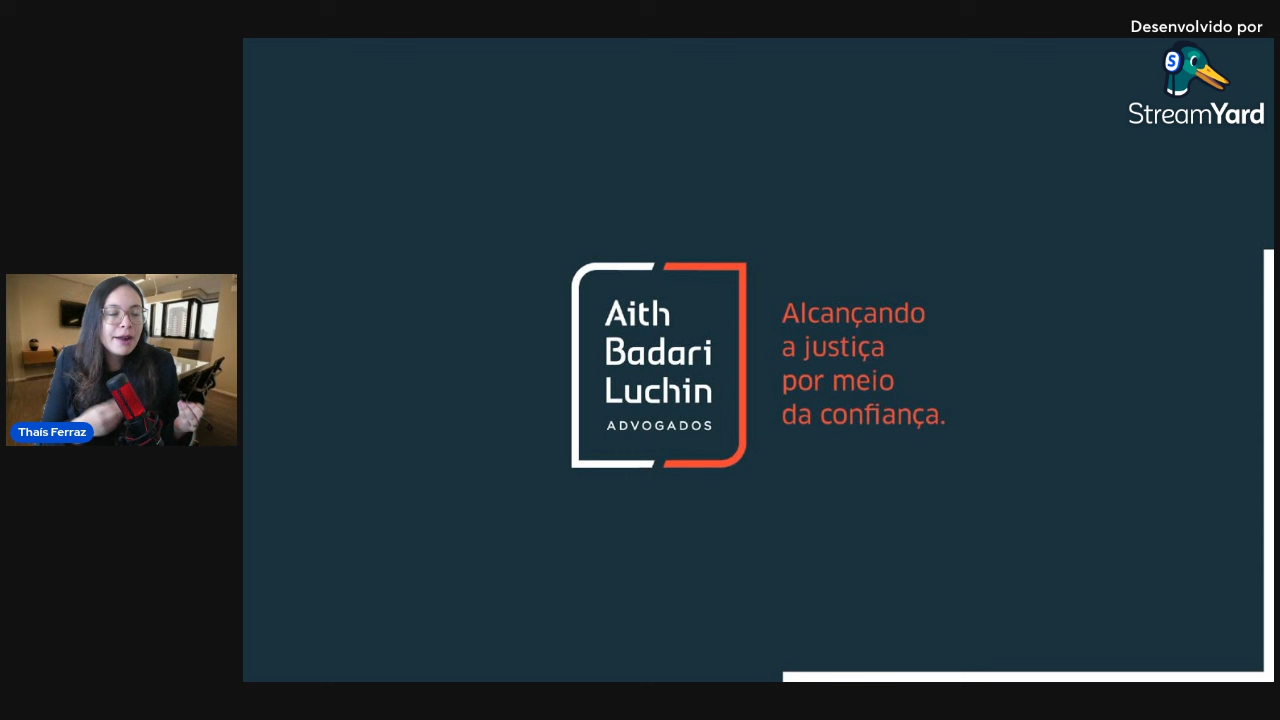 Desenvolvido por
S
StreamYard
Aith
Badari
Luchin
ADVOGADOS
Alcançando
a justiça
por meio
da confiança.
Thaís Ferraz